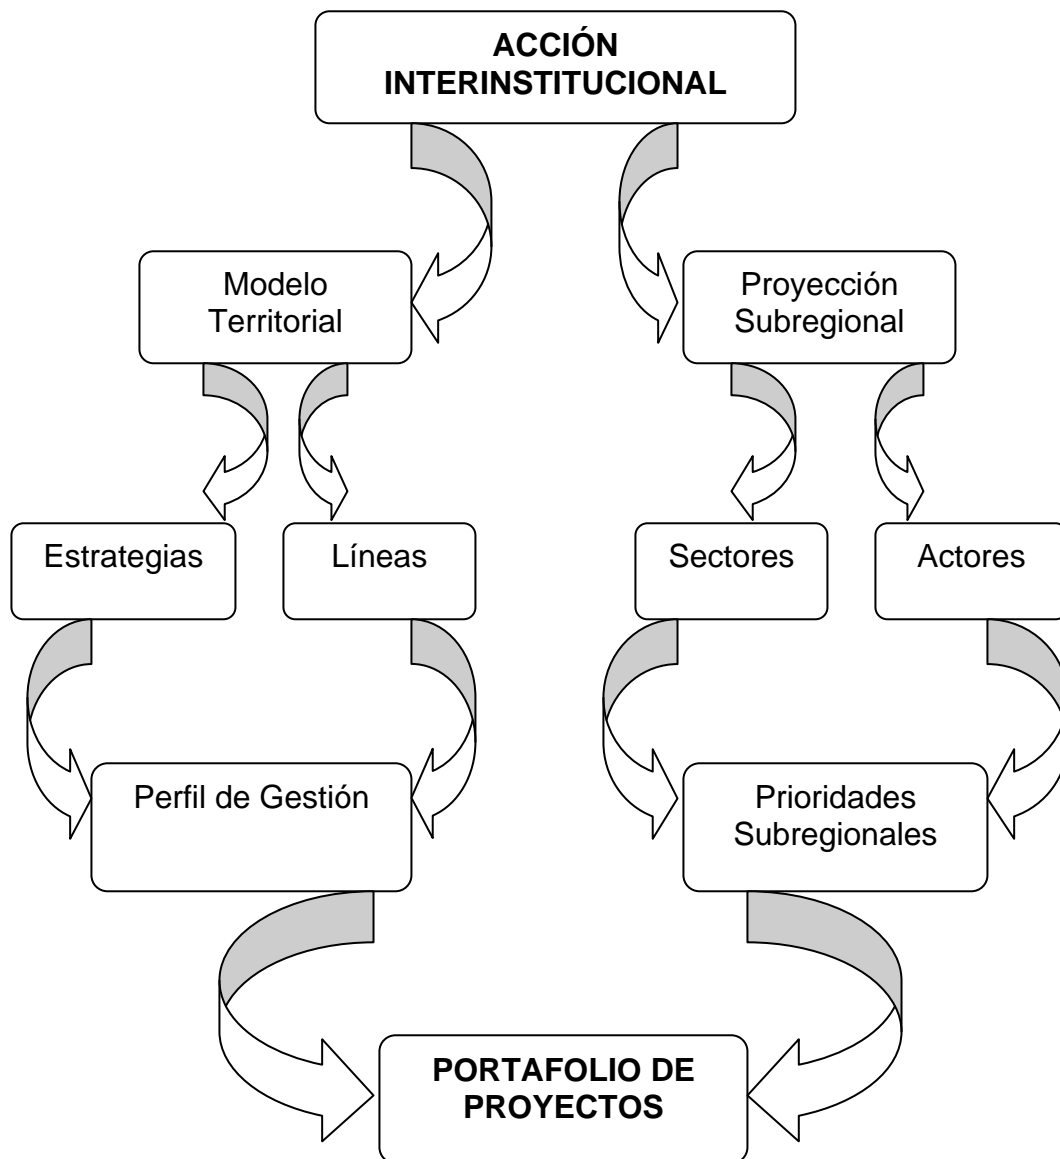 ACCIÓN
INTERINSTITUCIONAL
Modelo
Territorial
Proyección
Subregional
Estrategias
Líneas
Sectores
Actores
Perfil de Gestión
Prioridades
Subregionales
PORTAFOLIO DE
PROYECTOS